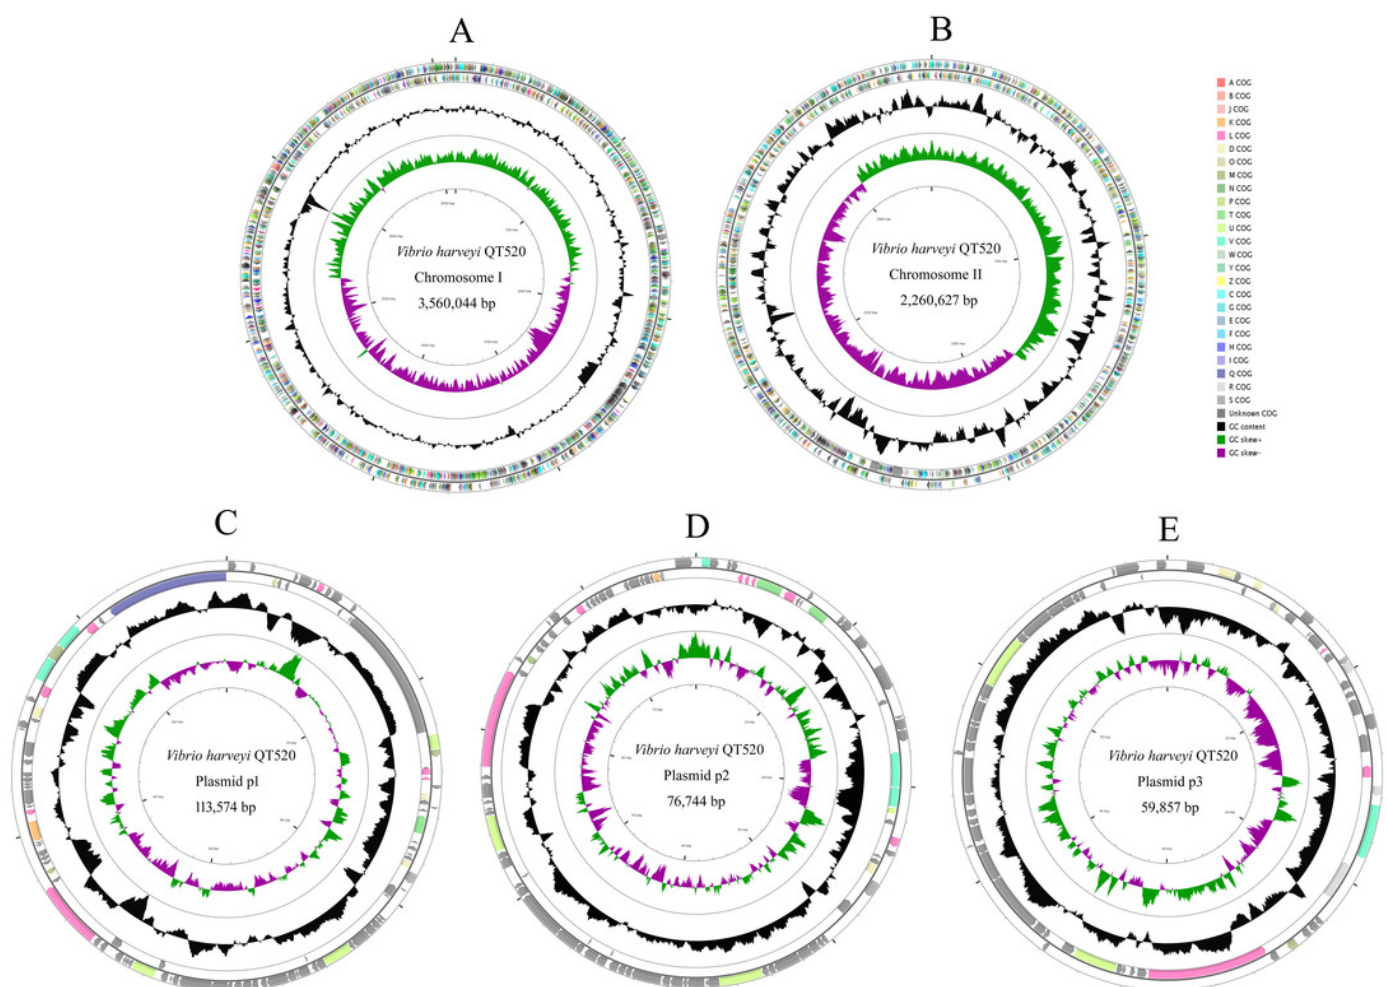 A
B
Vibrio harveyi QT520
Chromosome I
3,560,044 bp
Vibrio harveyi QT520
Chromosome II
2,260,627 bp
A COG
B COG
J COG
K COG
L COG
D COG
O COG
M COG
N COG
P COG
T COG
U COG
V COG
W COG
Y COG
Z COG
C COG
G COG
E COG
F COG
H COG
I COG
Q COG
R COG
S COG
Unknown COG
GC content
GC skew+
GC skew-
C
D
E
Vibrio harveyi QT520
Plasmid p1
113,574 bp
Vibrio harveyi QT520
Plasmid p2
76,744 bp
Vibrio harveyi QT520
Plasmid p3
59,857 bp